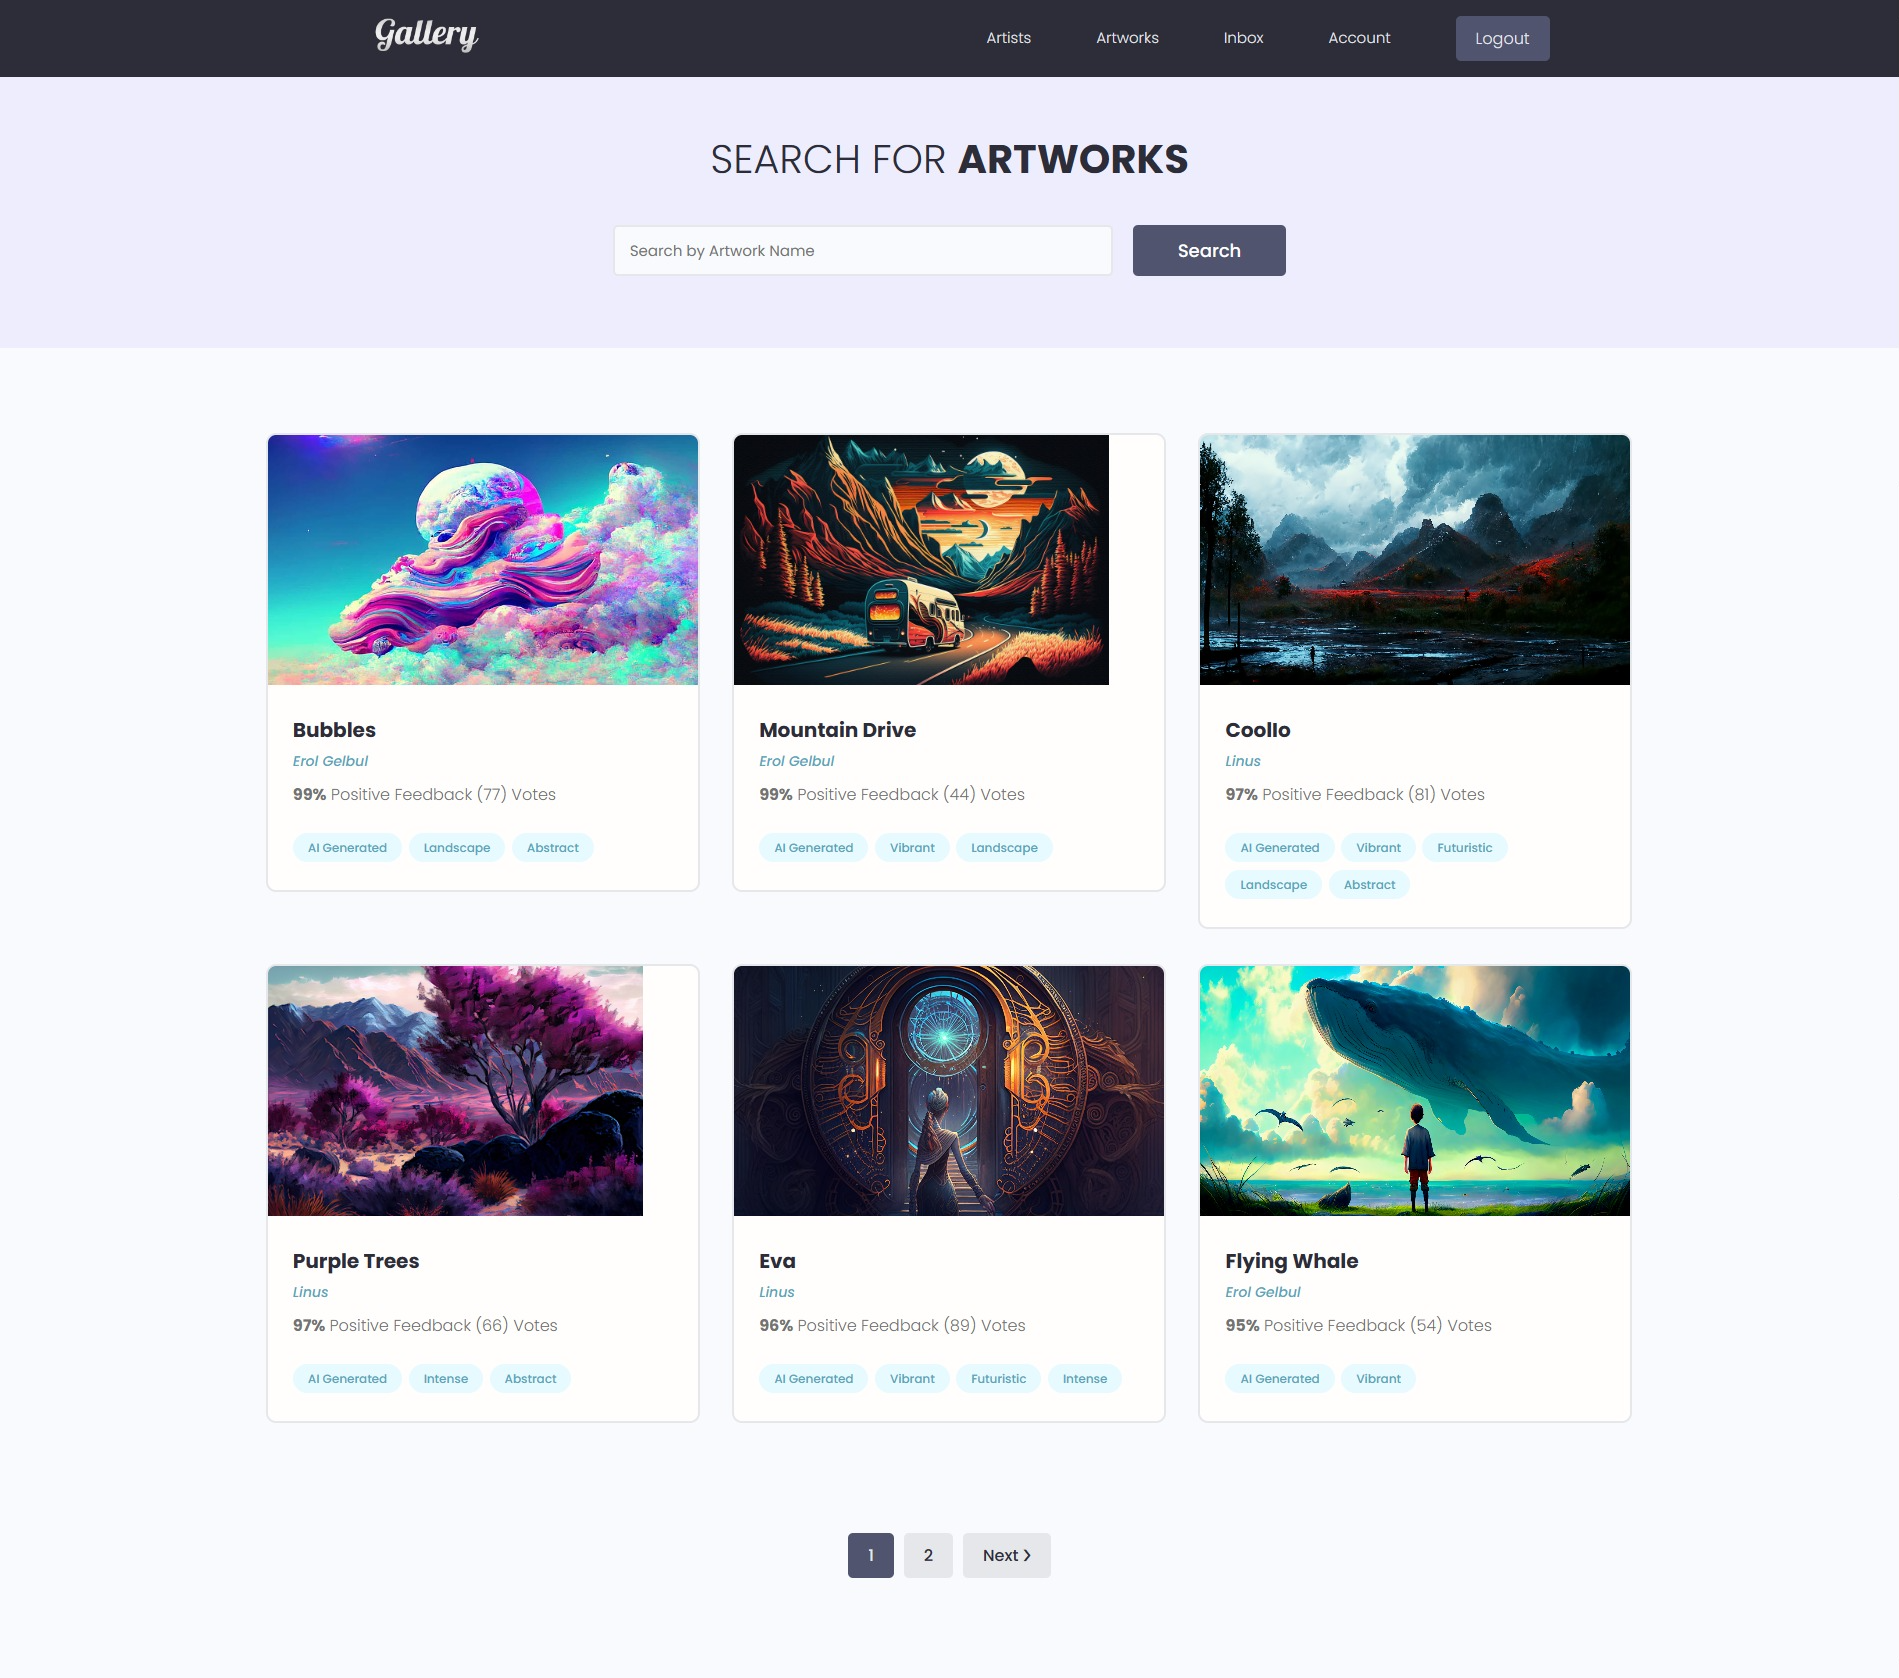 Gallery
Artists Artworks Inbox Account Logout
SEARCH FOR ARTWORKS
Search by Artwork Name Search
Bubbles
Erol Gelbul
99% Positive Feedback (77) Votes
AI Generated Landscape Abstract
Mountain Drive
Erol Gelbul
99% Positive Feedback (44) Votes
AI Generated Vibrant Landscape
Coollo
Linus
97% Positive Feedback (81) Votes
AI Generated Vibrant Futuristic
Landscape Abstract
Purple Trees
Linus
97% Positive Feedback (66) Votes
AI Generated Intense Abstract
Eva
Linus
96% Positive Feedback (89) Votes
AI Generated Vibrant Futuristic Intense
Flying Whale
Erol Gelbul
95% Positive Feedback (54) Votes
AI Generated Vibrant
1 2 Next ❯